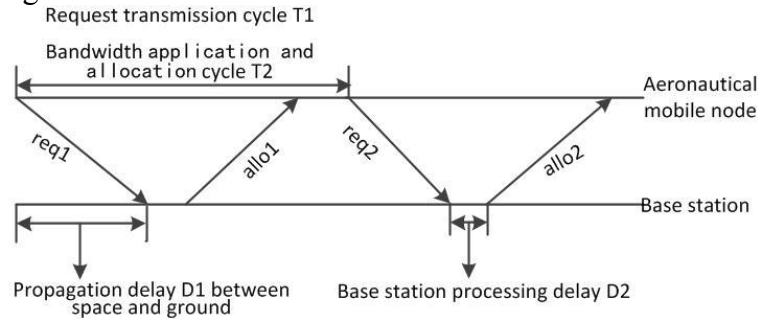 Request transmission cycle T1
Bandwidth application and
allocation cycle T2
Aeronautical
mobile node
req1
allo1
req2
allo2
Base station
Propagation delay D1 between
space and ground
Base station processing delay D2